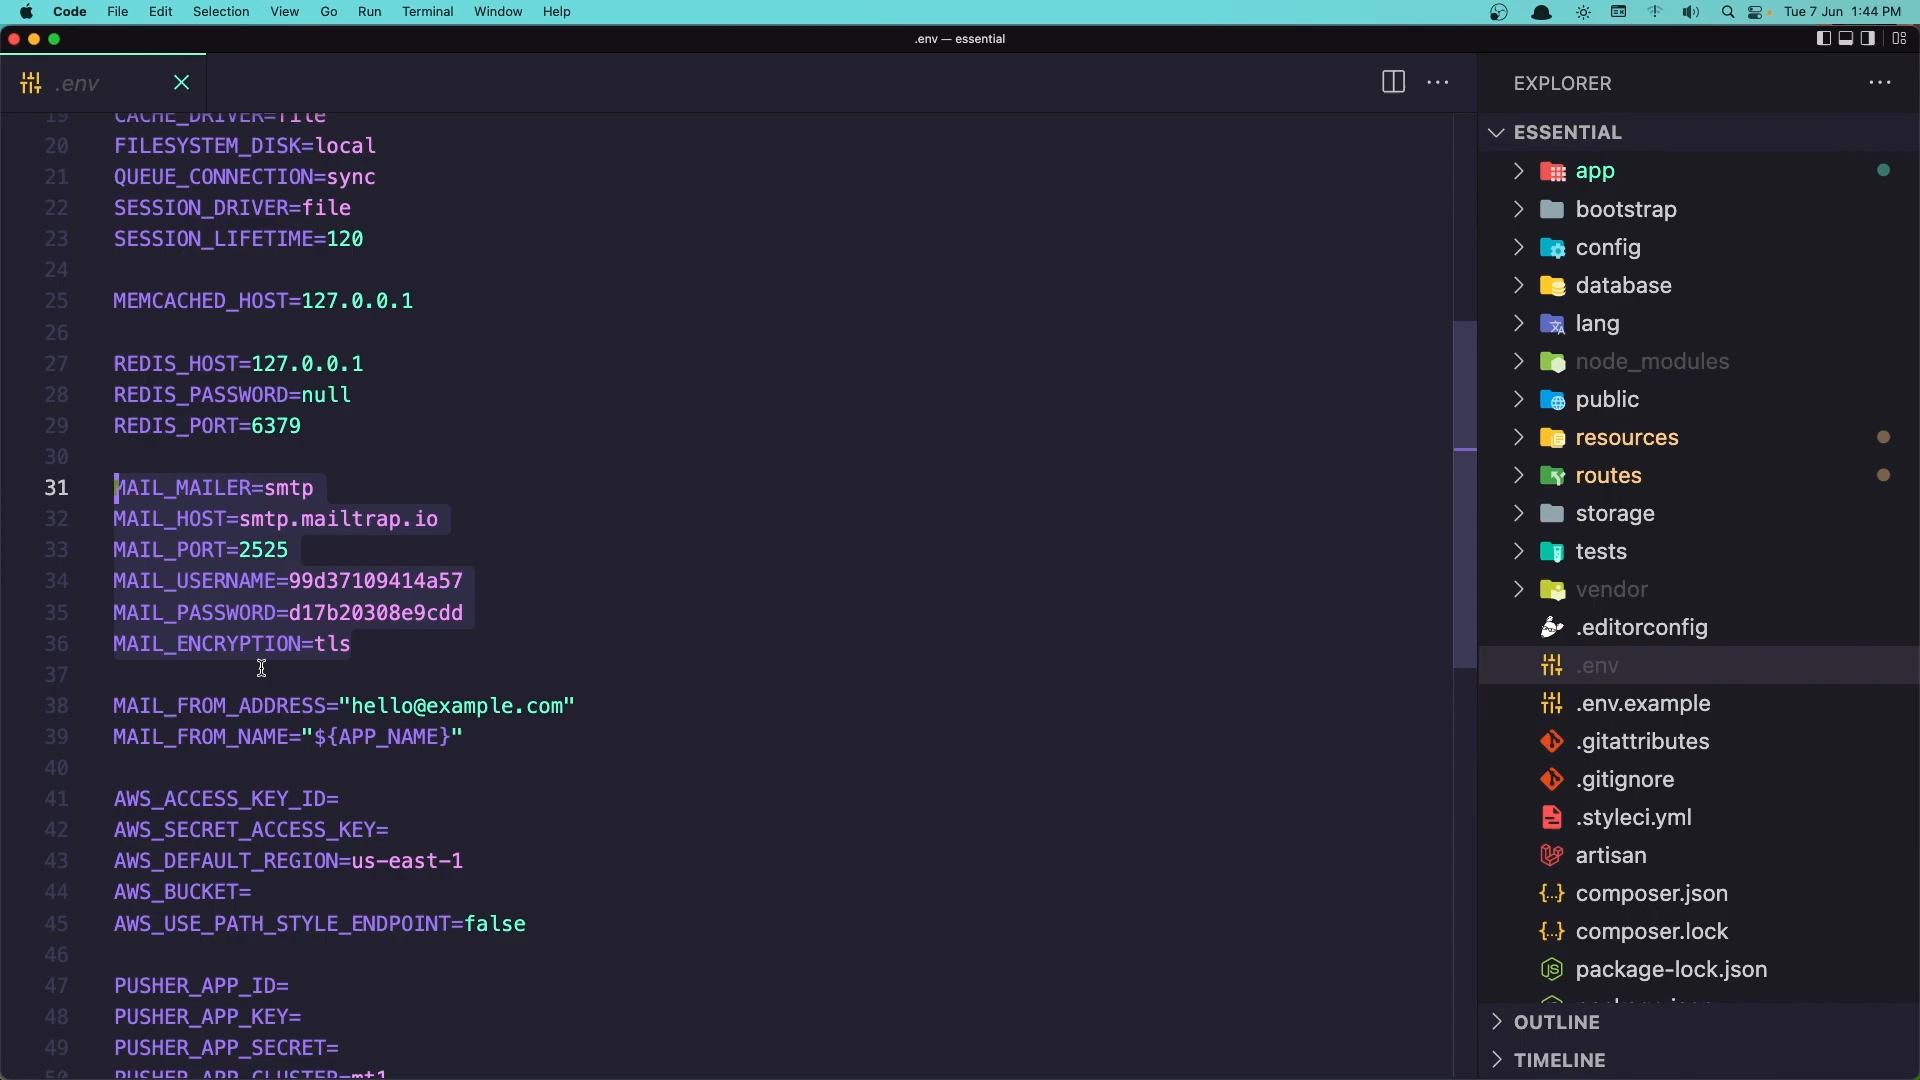 Code File Edit Selection View Go Run Terminal Window Help Tue 7 Jun 1:44 PM
.env — essential
.env
EXPLORER
ESSENTIAL
19 CACHE_DRIVER=file
20 FILESYSTEM_DISK=local
21 QUEUE_CONNECTION=sync
22 SESSION_DRIVER=file
23 SESSION_LIFETIME=120
24
25 MEMCACHED_HOST=127.0.0.1
26
27 REDIS_HOST=127.0.0.1
28 REDIS_PASSWORD=null
29 REDIS_PORT=6379
30
31 MAIL_MAILER=smtp
32 MAIL_HOST=smtp.mailtrap.io
33 MAIL_PORT=2525
34 MAIL_USERNAME=99d37109414a57
35 MAIL_PASSWORD=d17b20308e9cdd
36 MAIL_ENCRYPTION=tls
37
38 MAIL_FROM_ADDRESS="hello@example.com"
39 MAIL_FROM_NAME="${APP_NAME}"
40
41 AWS_ACCESS_KEY_ID=
42 AWS_SECRET_ACCESS_KEY=
43 AWS_DEFAULT_REGION=us-east-1
44 AWS_BUCKET=
45 AWS_USE_PATH_STYLE_ENDPOINT=false
46
47 PUSHER_APP_ID=
48 PUSHER_APP_KEY=
49 PUSHER_APP_SECRET=
50 PUSHER_APP_CLUSTER=mt1
app
bootstrap
config
database
lang
node_modules
public
resources
routes
storage
tests
vendor
.editorconfig
.env
.env.example
.gitattributes
.gitignore
.styleci.yml
artisan
composer.json
composer.lock
package-lock.json
OUTLINE
TIMELINE